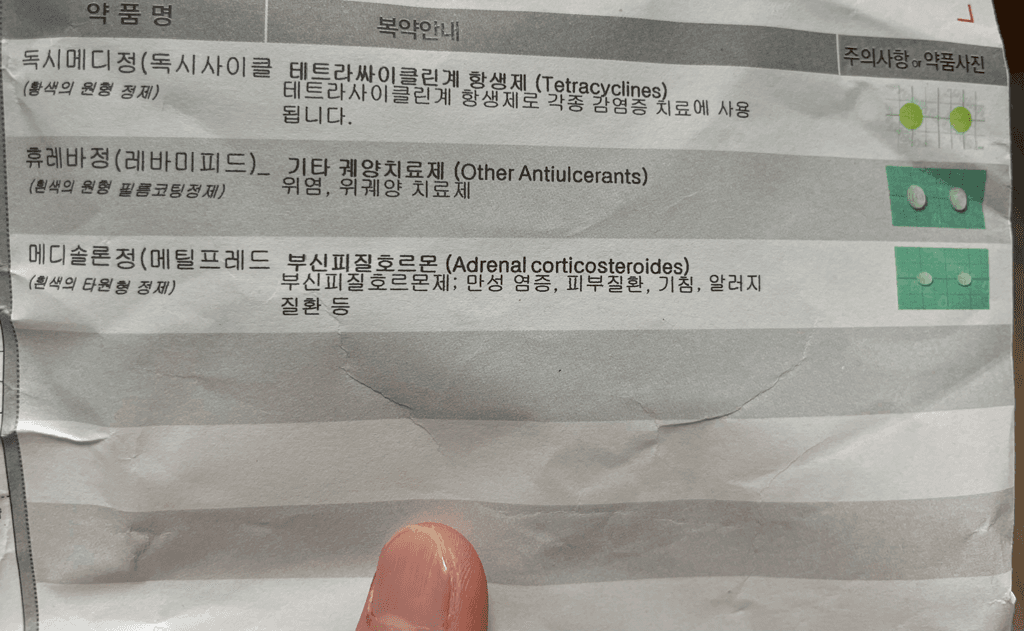 약 품 명
복약안내
주의사항 or 약품사진
독시메디정(독시사이클
(황색의 원형 정제)
테트라싸이클린계 항생제 (Tetracyclines)
테트라사이클린계 항생제로 각종 감염증 치료에 사용
됩니다.
휴레바정(레바미피드)_
(흰색의 원형 필름코팅정제)
기타 궤양치료제 (Other Antiulcerants)
위염, 위궤양 치료제
메디솔론정(메틸프레드
(흰색의 타원형 정제)
부신피질호르몬 (Adrenal corticosteroides)
부신피질호르몬제; 만성 염증, 피부질환, 기침, 알러지
질환 등